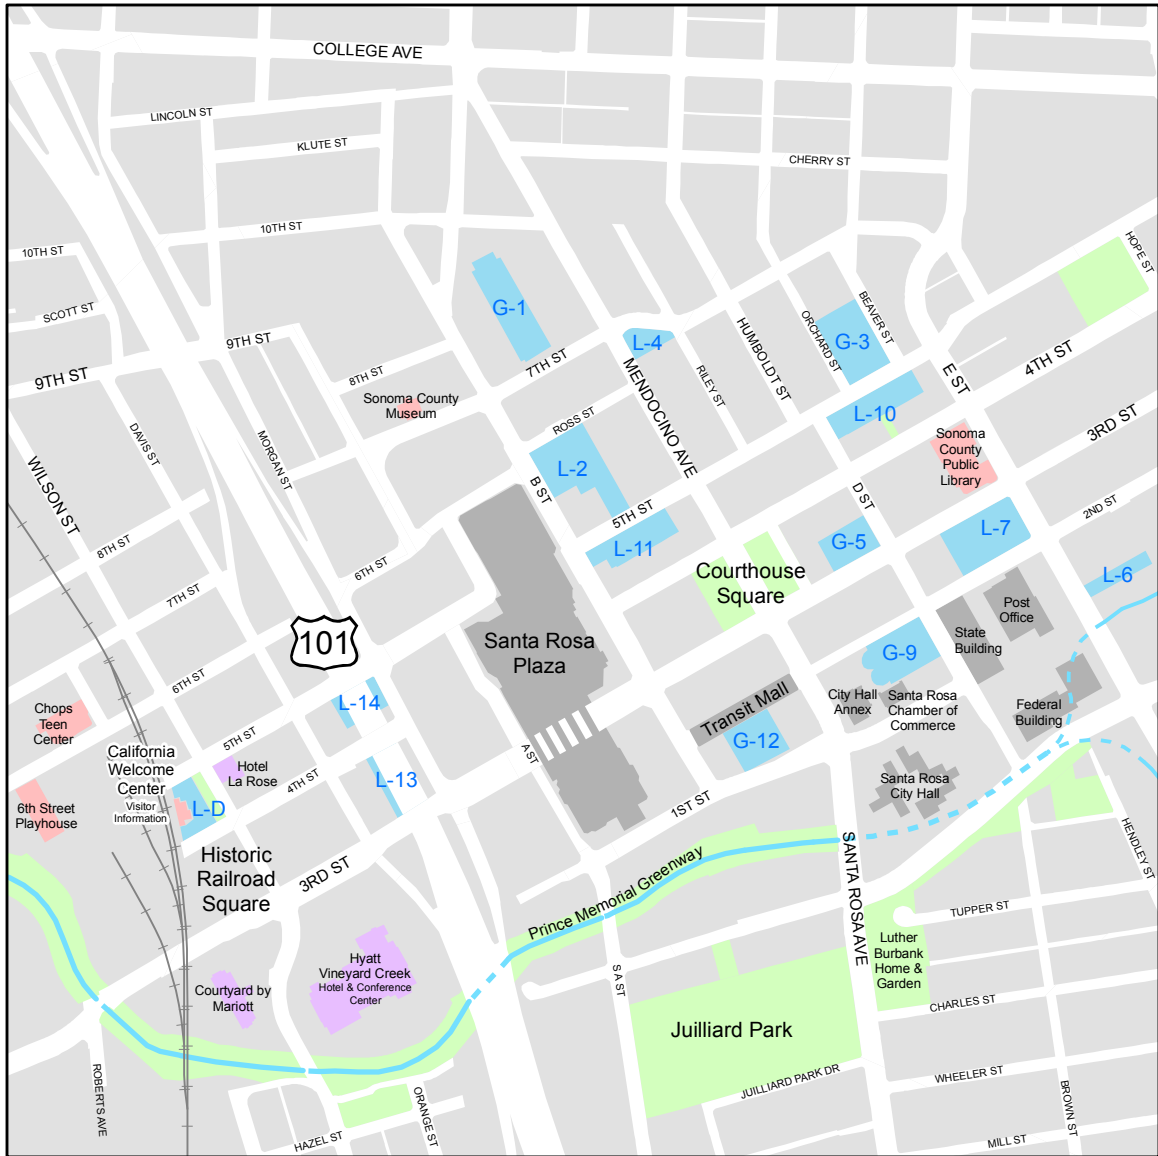 COLLEGE AVE
LINCOLN ST
KLUTE ST
CHERRY ST
10TH ST
10TH ST
HOPE ST
SCOTT ST
9TH ST
9TH ST
G-1
L-4
7TH ST
8TH ST
MENDOCINO AVE
RILEY ST
HUMBOLDT ST
ORCHARD ST
G-3
BEAVER ST
E ST
4TH ST
3RD ST
2ND ST
Sonoma County
Museum
ROSS ST
L-10
Sonoma
County
Public
Library
DAVIS ST
MORGAN ST
WILSON ST
L-2
B ST
5TH ST
L-11
D ST
G-5
L-7
L-6
8TH ST
7TH ST
6TH ST
6TH ST
Courthouse
Square
Post
Office
State
Building
101
Santa Rosa
Plaza
G-9
City Hall
Annex
Santa Rosa
Chamber of
Commerce
Federal
Building
Transit Mall
G-12
L-14
L-13
Chops
Teen
Center
5TH ST
California
Welcome
Center
Visitor
Information
Hotel
La Rose
4TH ST
A ST
Santa Rosa
City Hall
6th Street
Playhouse
L-D
1ST ST
Historic
Railroad
Square
3RD ST
Prince Memorial Greenway
SANTA ROSA AVE
HENDLEY ST
TUPPER ST
Luther
Burbank
Home &
Garden
CHARLES ST
Hyatt
Vineyard Creek
Hotel & Conference
Center
Courtyard by
Mariott
S A ST
Juilliard Park
JUILLIARD PARK DR
WHEELER ST
BROWN ST
MILL ST
ROBERTS AVE
HAZEL ST
ORANGE ST